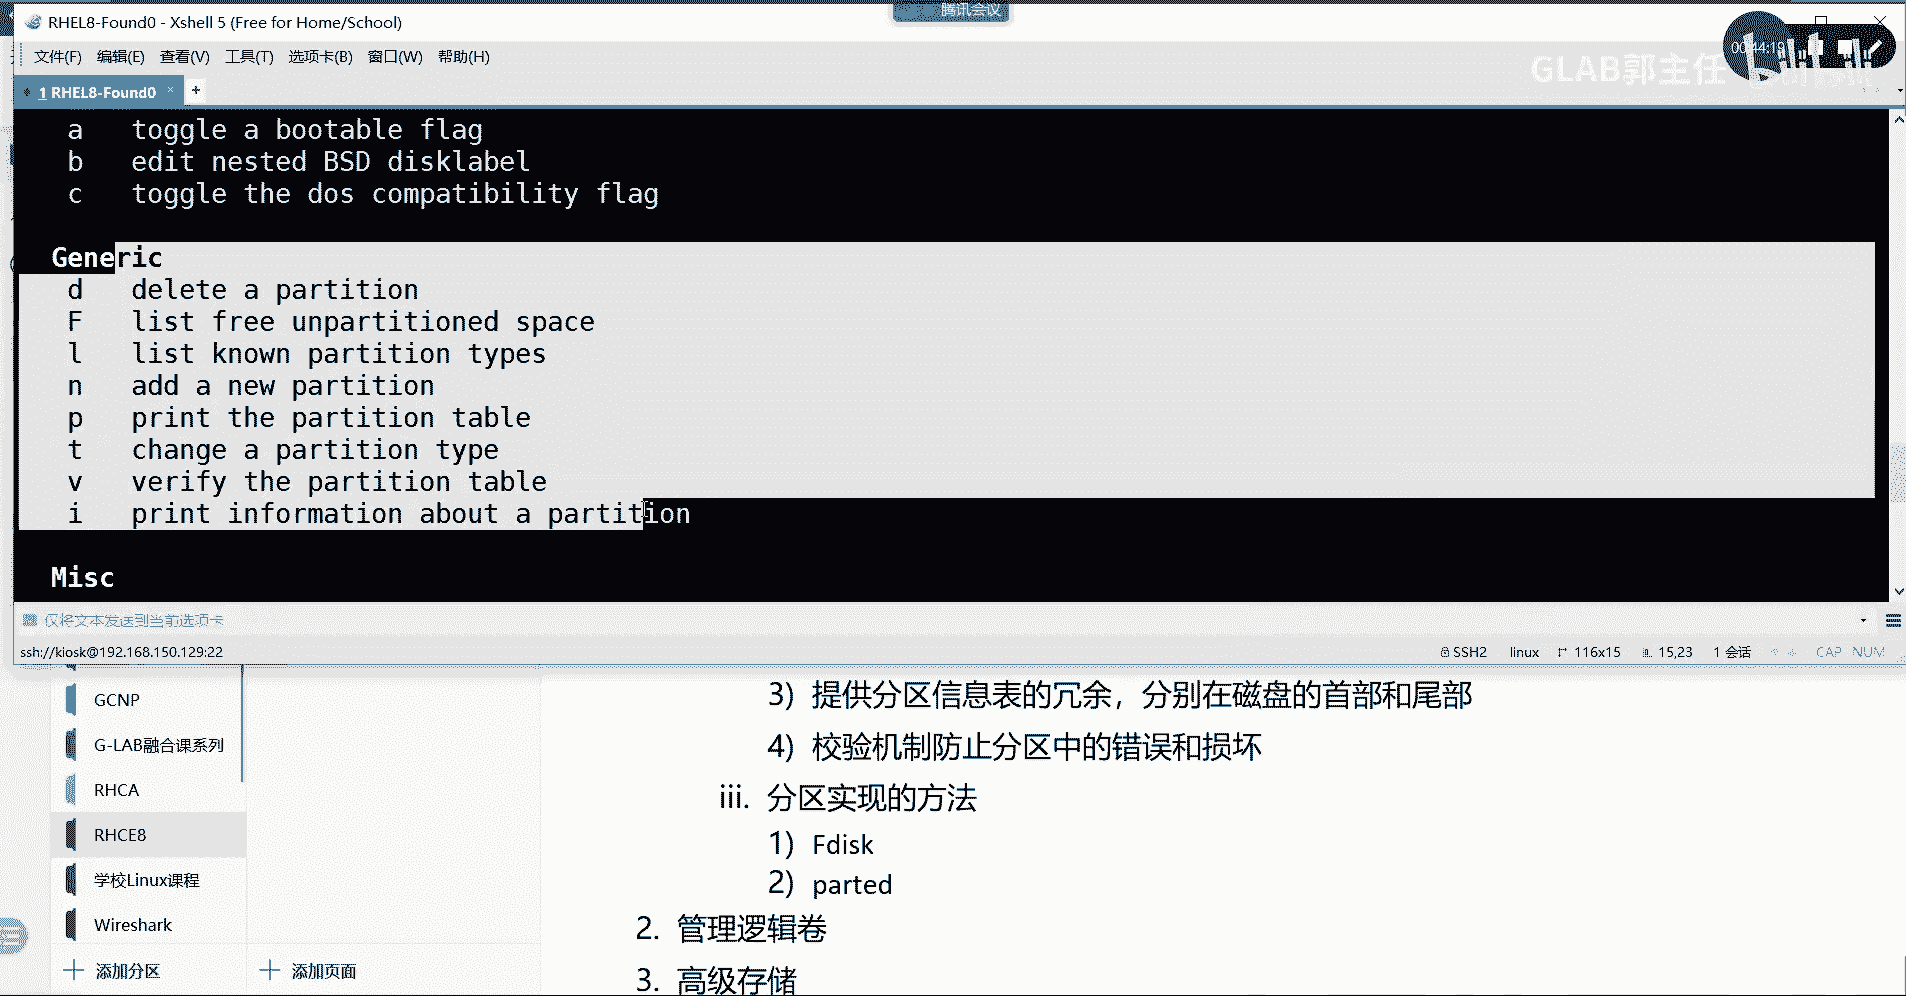 RHEL8-Found0 - Xshell 5 (Free for Home/School)
腾讯会议
文件(F) 编辑(E) 查看(V) 工具(T) 选项卡(B) 窗口(W) 帮助(H)
GLAB郭主任
1 RHEL8-Found0 × +
a toggle a bootable flag
b edit nested BSD disklabel
c toggle the dos compatibility flag
Generic
d delete a partition
F list free unpartitioned space
l list known partition types
n add a new partition
p print the partition table
t change a partition type
v verify the partition table
i print information about a partition
Misc
仅将文本发送到当前选项卡
ssh://kiosk@192.168.150.129:22 SSH2 linux 116x15 15,23 1 会话 CAP NUM
GCNP
G-LAB融合课系列
RHCA
RHCE8
学校Linux课程
Wireshark
添加分区
添加页面
3) 提供分区信息表的冗余，分别在磁盘的首部和尾部
4) 校验机制防止分区中的错误和损坏
iii. 分区实现的方法
1) Fdisk
2) parted
2. 管理逻辑卷
3. 高级存储